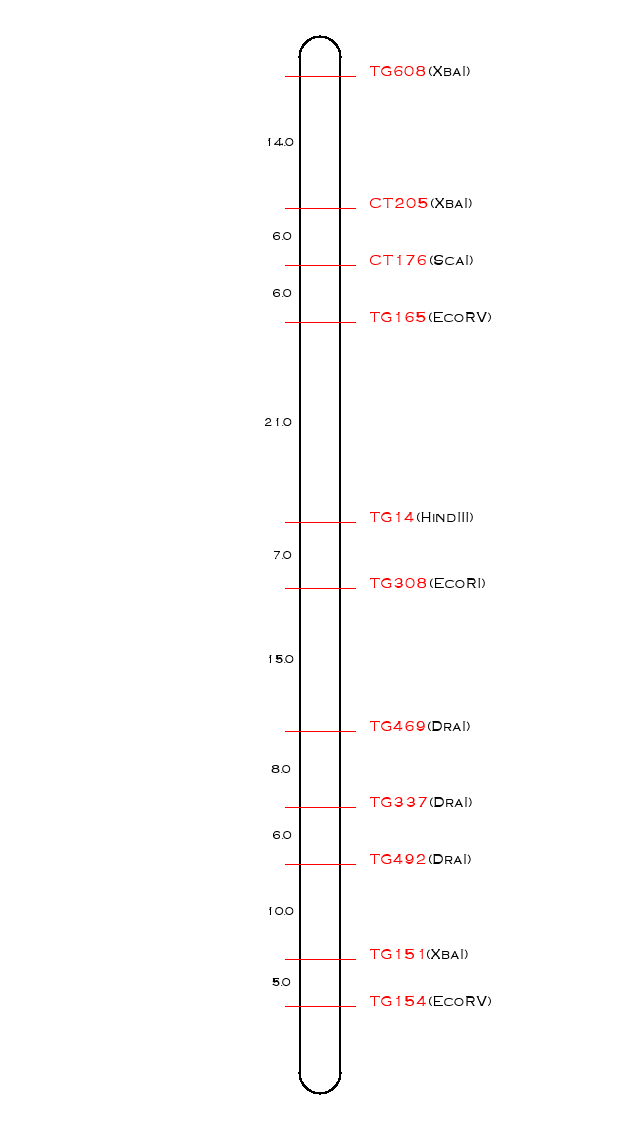 TG608(XbaI)
14.0
CT205(XbaI)
6.0
CT176(ScaI)
6.0
TG165(EcoRV)
21.0
TG14(HindIII)
7.0
TG308(EcoRI)
15.0
TG469(DraI)
8.0
TG337(DraI)
6.0
TG492(DraI)
10.0
TG151(XbaI)
5.0
TG154(EcoRV)